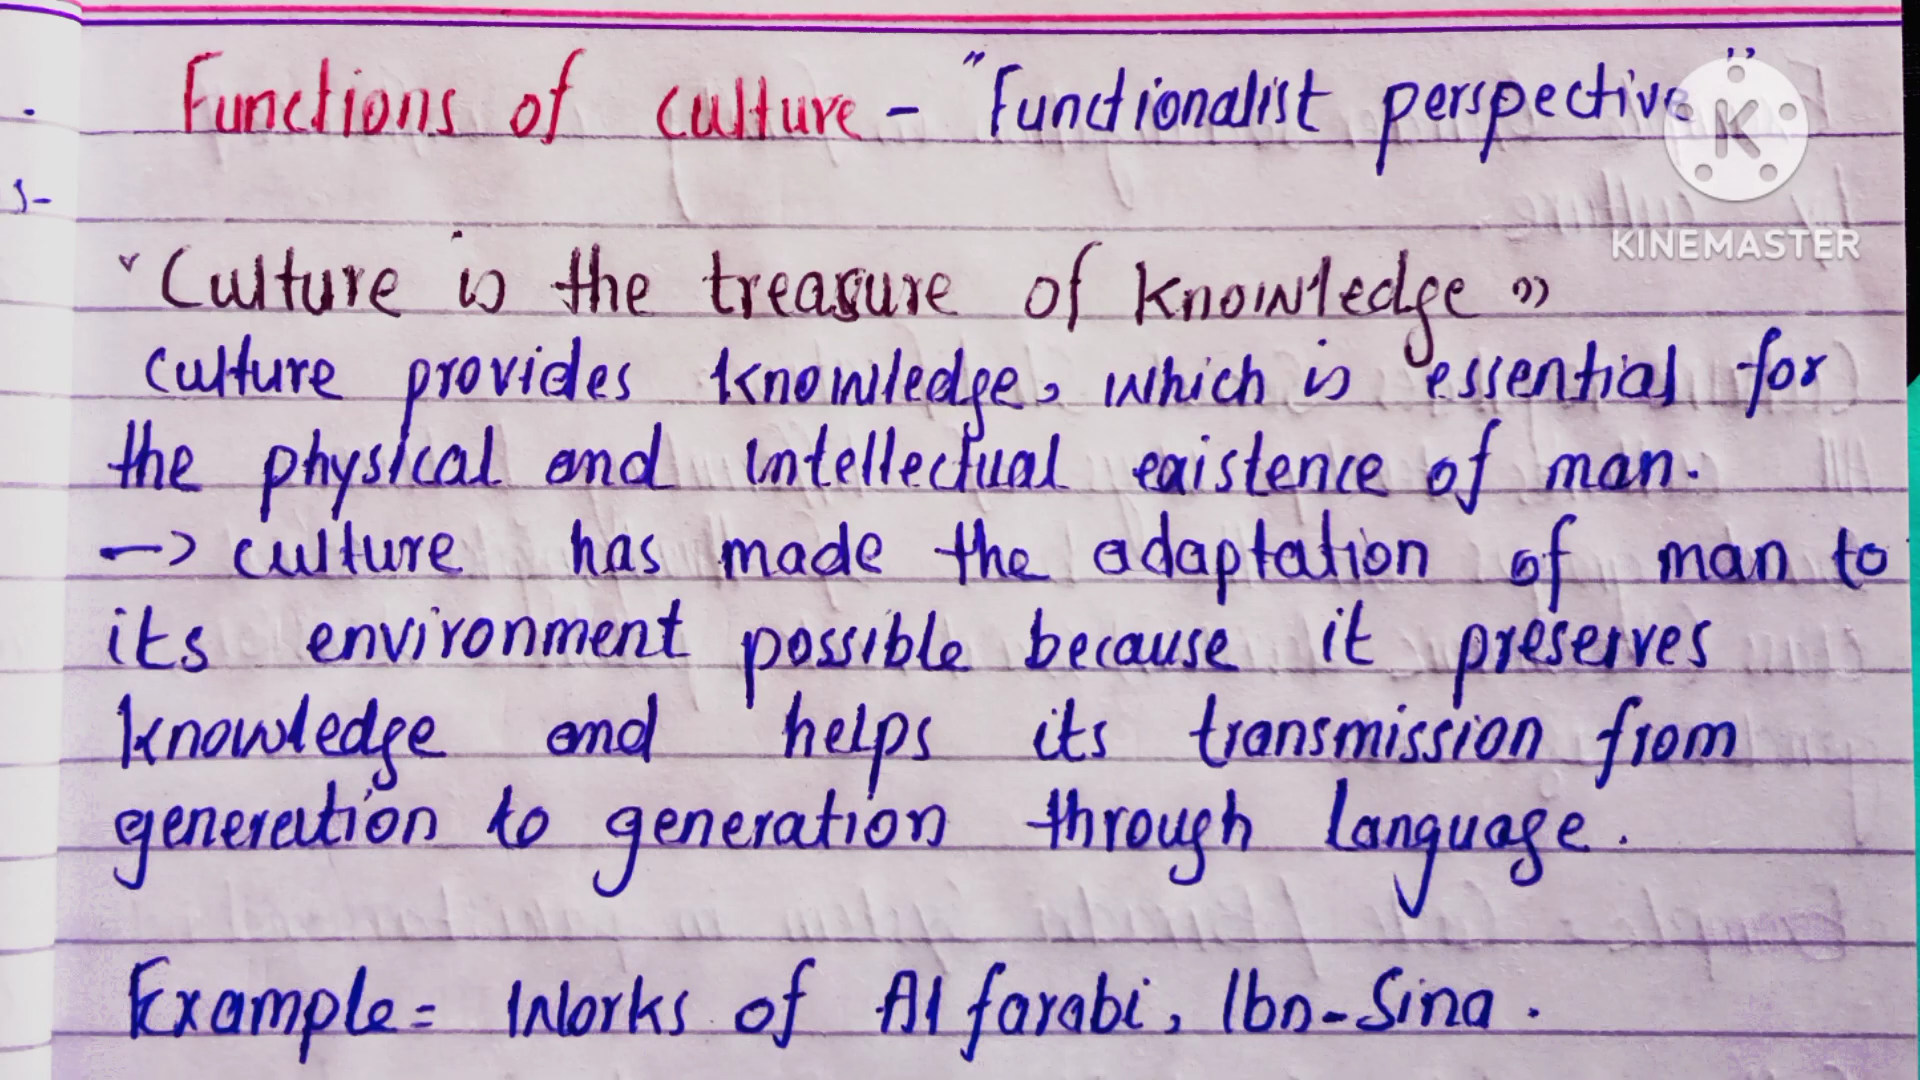 Functions of culture - "Functionalist perspective"
KINEMASTER
"Culture is the treasure of knowledge"
Culture provides knowledge, which is essential for
the physical and intellectual existence of man.
-> culture has made the adaptation of man to
its environment possible because it preserves
knowledge and helps its transmission from
generation to generation through language.
Example = Works of Al farabi, Ibn-Sina.